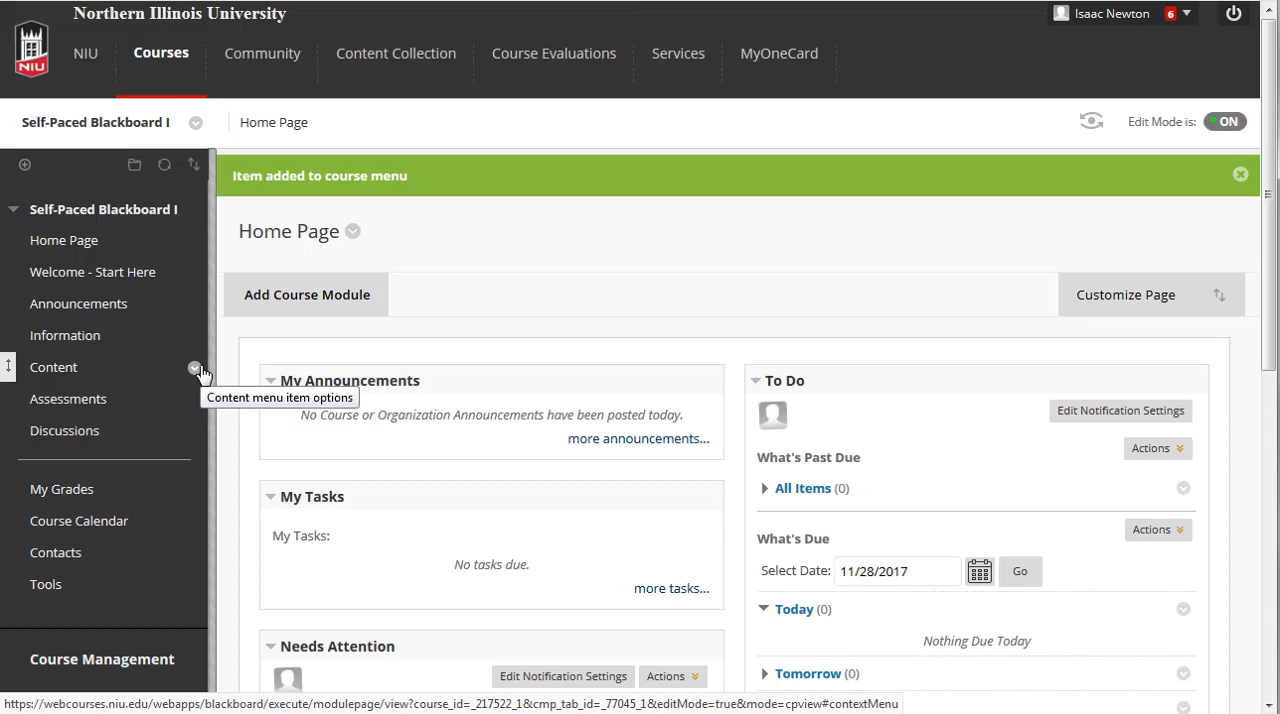 Northern Illinois University
Isaac Newton 6
NIU
NIU
Courses
Community
Content Collection
Course Evaluations
Services
MyOneCard
Self-Paced Blackboard I
Home Page
Edit Mode is: ON
Item added to course menu
Self-Paced Blackboard I
Home Page
Welcome - Start Here
Announcements
Information
Content
Content menu item options
Assessments
Discussions
My Grades
Course Calendar
Contacts
Tools
Course Management
Home Page
Add Course Module
Customize Page
My Announcements
No Course or Organization Announcements have been posted today.
more announcements...
My Tasks
My Tasks:
No tasks due.
more tasks...
Needs Attention
Edit Notification Settings
Actions
To Do
Edit Notification Settings
Actions
What's Past Due
All Items (0)
Actions
What's Due
Select Date: 11/28/2017 Go
Today (0)
Nothing Due Today
Tomorrow (0)
https://webcourses.niu.edu/webapps/blackboard/execute/modulepage/view?course_id=_217522_1&cmp_tab_id=_77045_1&editMode=true&mode=cpview#contextMenu